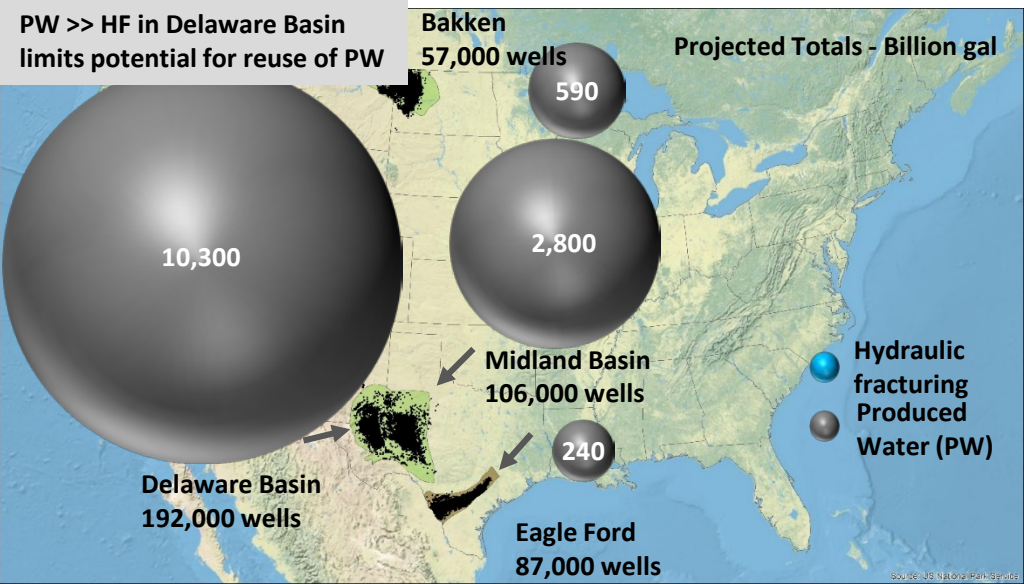 PW >> HF in Delaware Basin
limits potential for reuse of PW
Bakken
57,000 wells
Projected Totals - Billion gal
590
10,300
2,800
Midland Basin
106,000 wells
Hydraulic
fracturing
Produced
Water (PW)
240
Delaware Basin
192,000 wells
Eagle Ford
87,000 wells
Source: US National Park Service